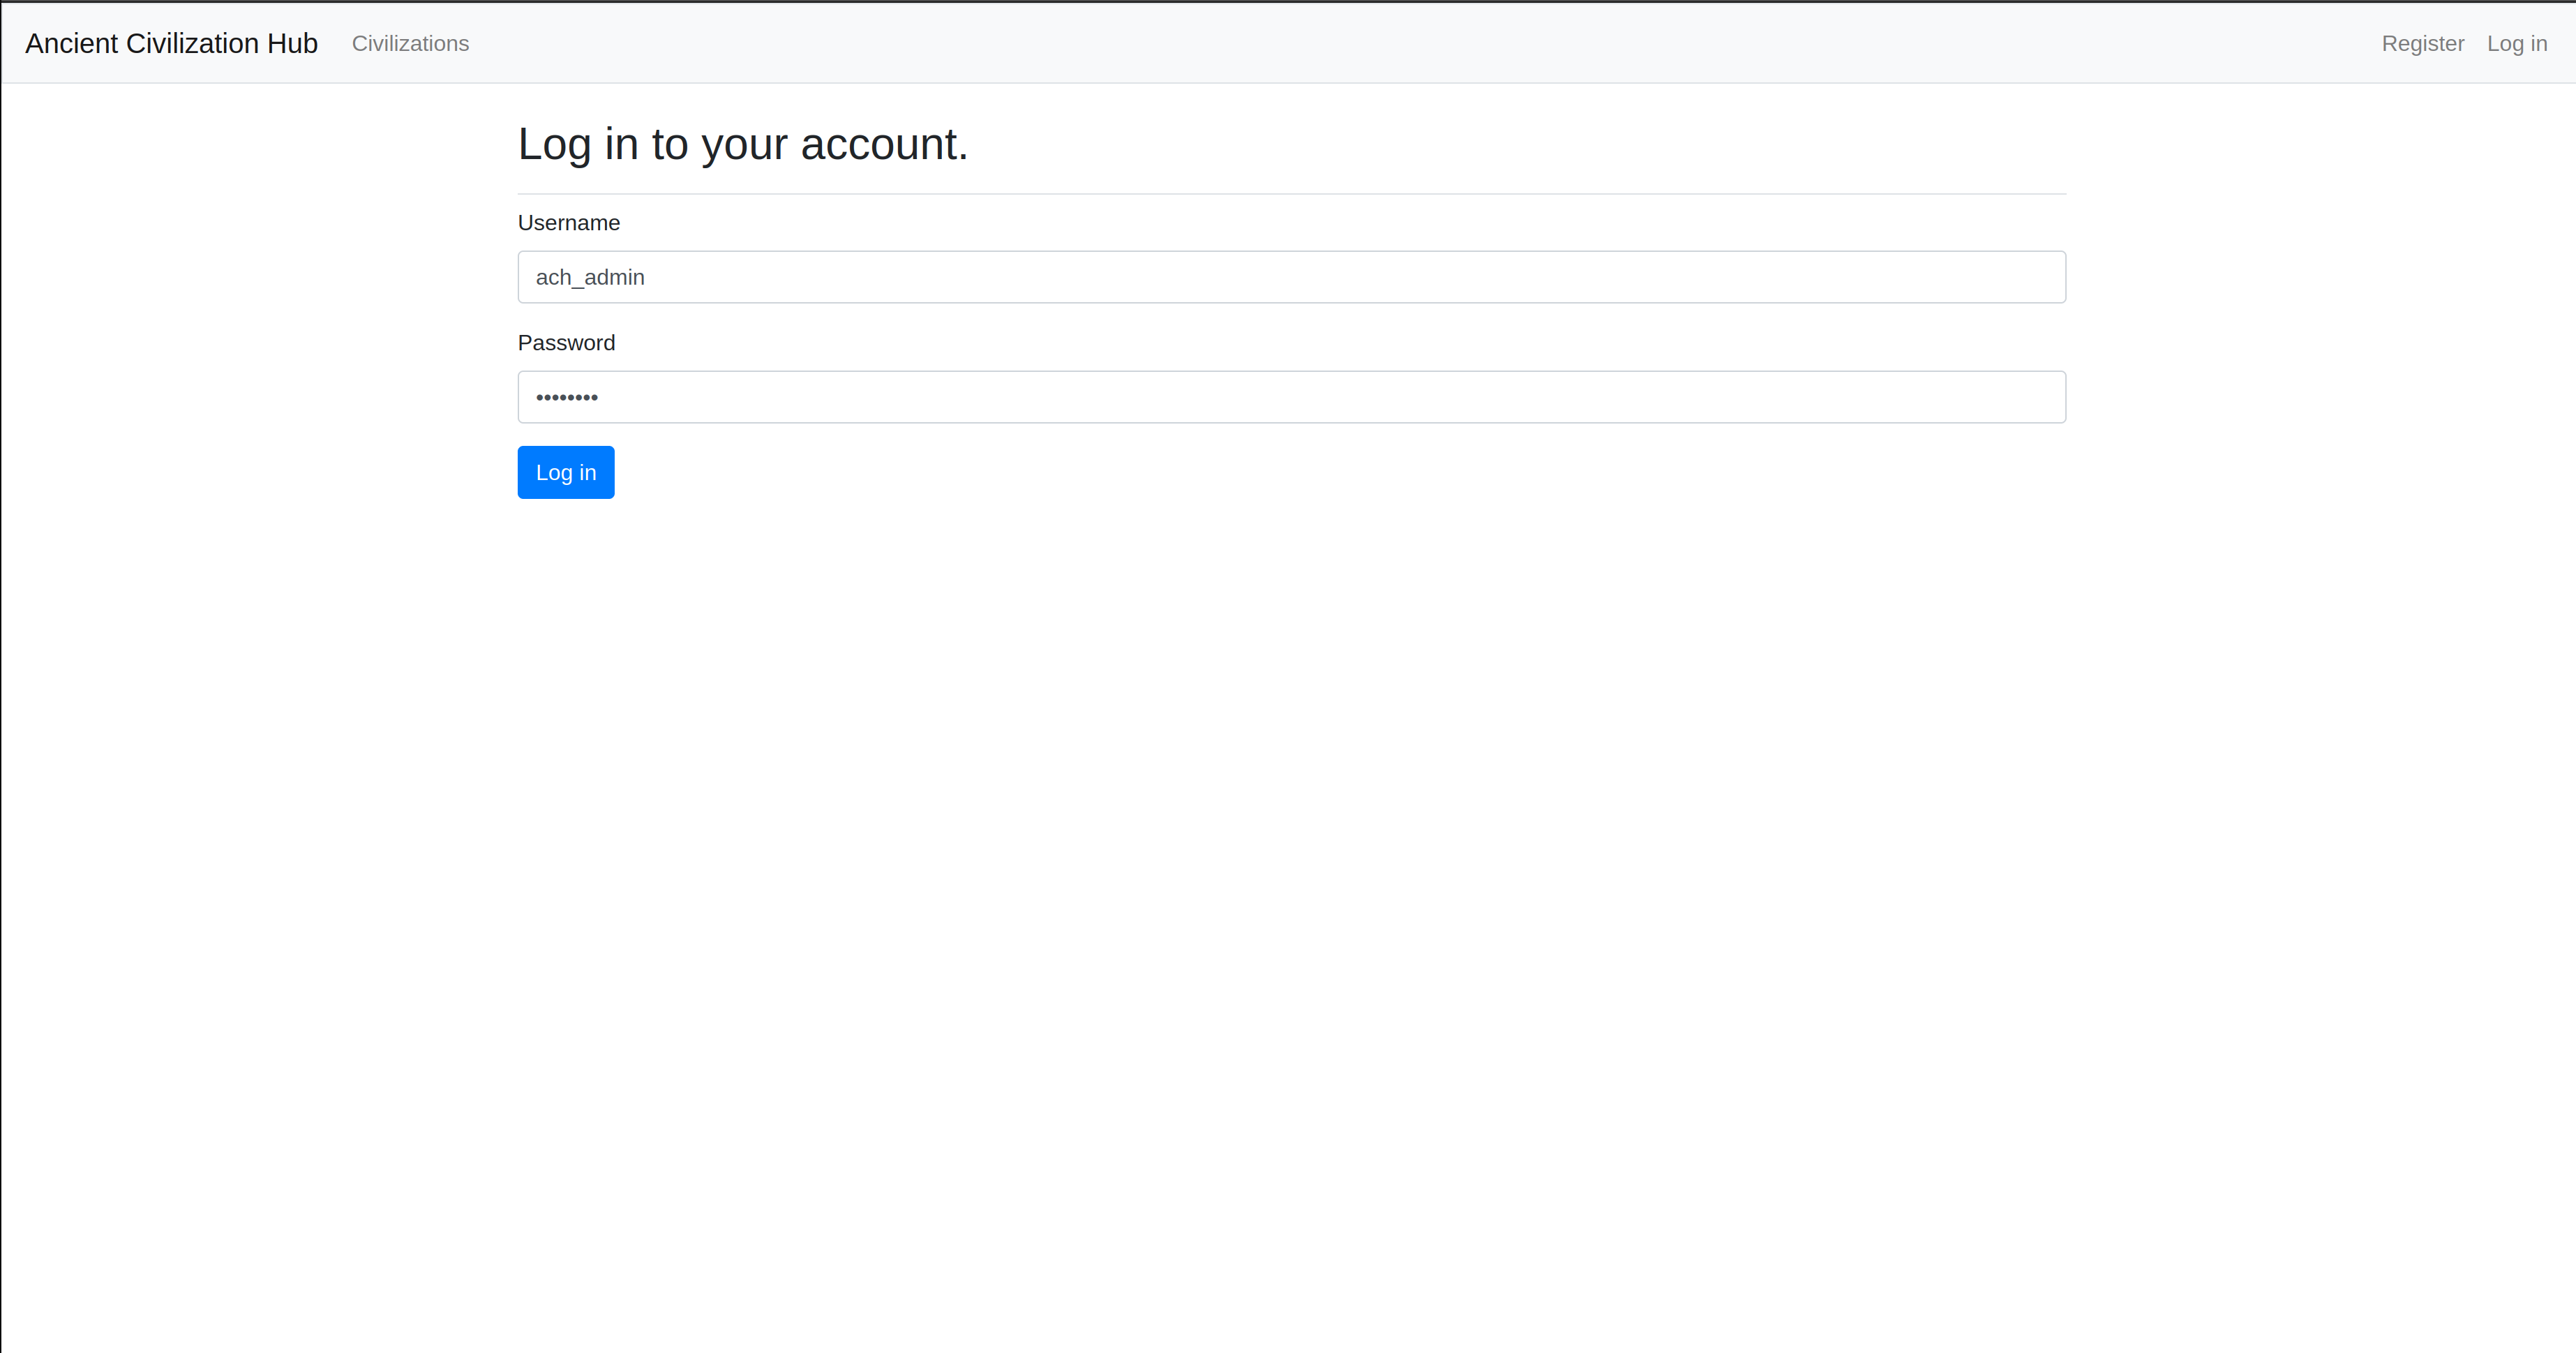 Ancient Civilization Hub Civilizations Register Log in
Log in to your account.
Username
ach_admin
Password
••••••••
Log in